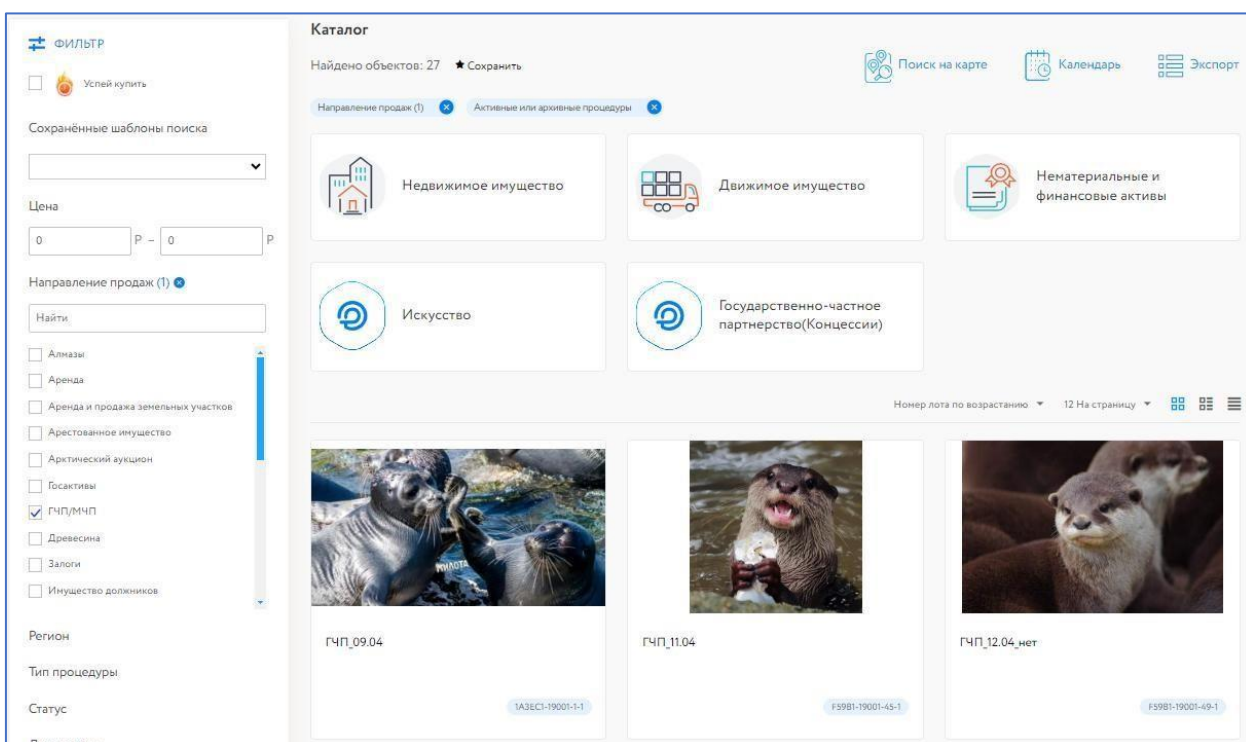 ФИЛЬТР
Успей купить
Сохранённые шаблоны поиска
Цена
0 Р – 0 Р
Направление продаж (1)
Найти
Алмазы
Аренда
Аренда и продажа земельных участков
Арестованное имущество
Арктический аукцион
Госактивы
ГЧП/МЧП
Древесина
Залоги
Имущество должников
Регион
Тип процедуры
Статус
Каталог
Найдено объектов: 27 Сохранить
Поиск на карте
Календарь
Экспорт
Направление продаж (1)
Активные или архивные процедуры
Недвижимое имущество
Движимое имущество
Нематериальные и
финансовые активы
Искусство
Государственно-частное
партнерство(Концессии)
Номер лота по возрастанию
12 На страницу
МИЛОТА
ГЧП_09.04
1A3EC1-19001-1-1
ГЧП_11.04
F59B1-19001-45-1
ГЧП_12.04_нет
F59B1-19001-49-1